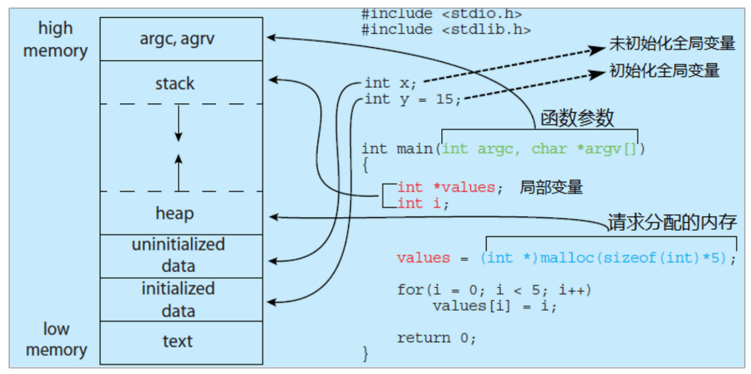 high
memory
argc, agrv
stack
heap
uninitialized
data
initialized
data
low
memory
text
#include <stdio.h>
#include <stdlib.h>
未初始化全局变量
int x;
初始化全局变量
int y = 15;
函数参数
int main(int argc, char *argv[])
{
int *values; 局部变量
int i;
请求分配的内存
values = (int *)malloc(sizeof(int)*5);
for(i = 0; i < 5; i++)
values[i] = i;
return 0;
}